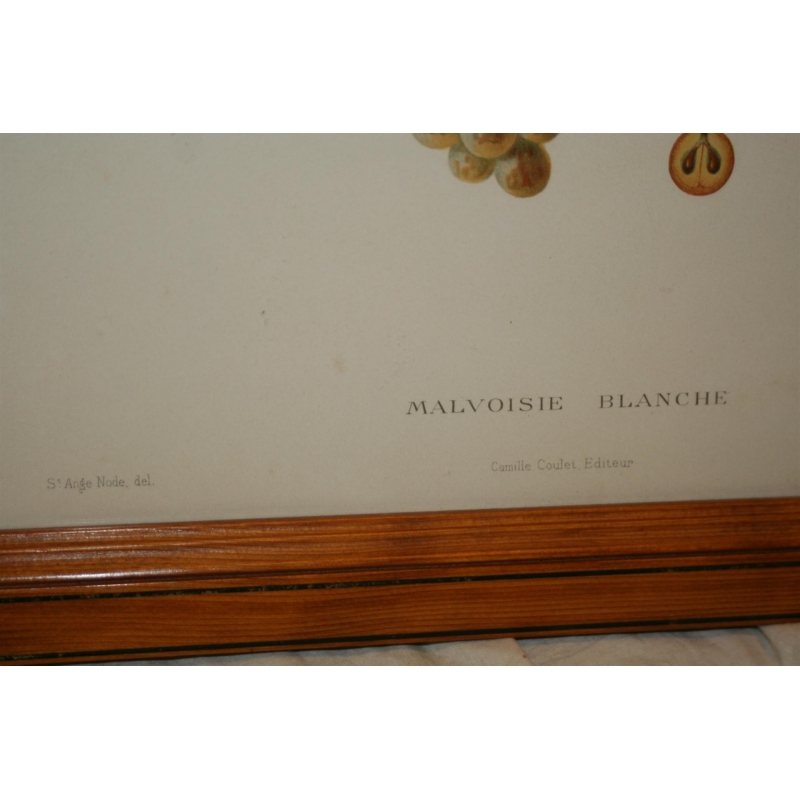 MALVOISIE BLANCHE
Camille Coulet, Editeur
St Ange Node, del.